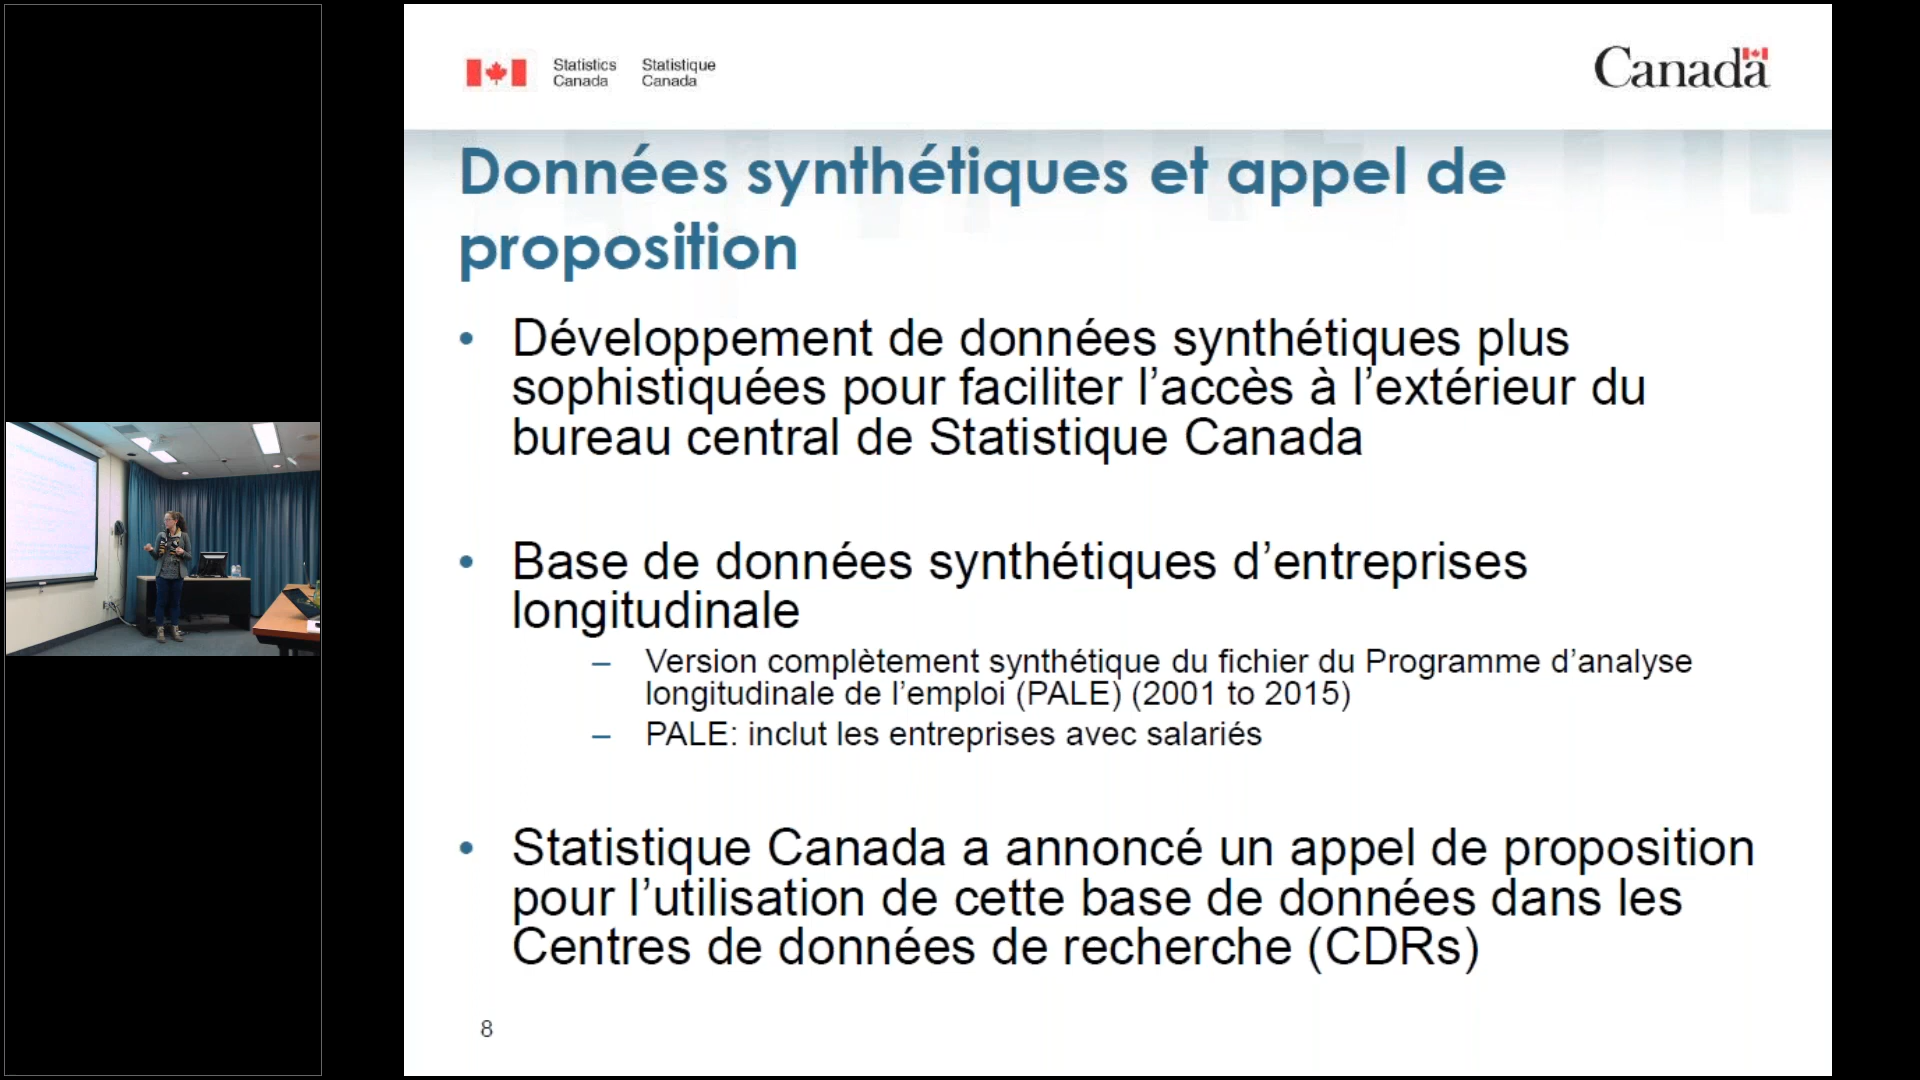 Statistics Canada
Statistique Canada
Canada
Données synthétiques et appel de
proposition
• Développement de données synthétiques plus
sophistiquées pour faciliter l’accès à l’extérieur du
bureau central de Statistique Canada
• Base de données synthétiques d’entreprises
longitudinale
– Version complètement synthétique du fichier du Programme d’analyse
longitudinale de l’emploi (PALE) (2001 to 2015)
– PALE: inclut les entreprises avec salariés
• Statistique Canada a annoncé un appel de proposition
pour l’utilisation de cette base de données dans les
Centres de données de recherche (CDRs)
8